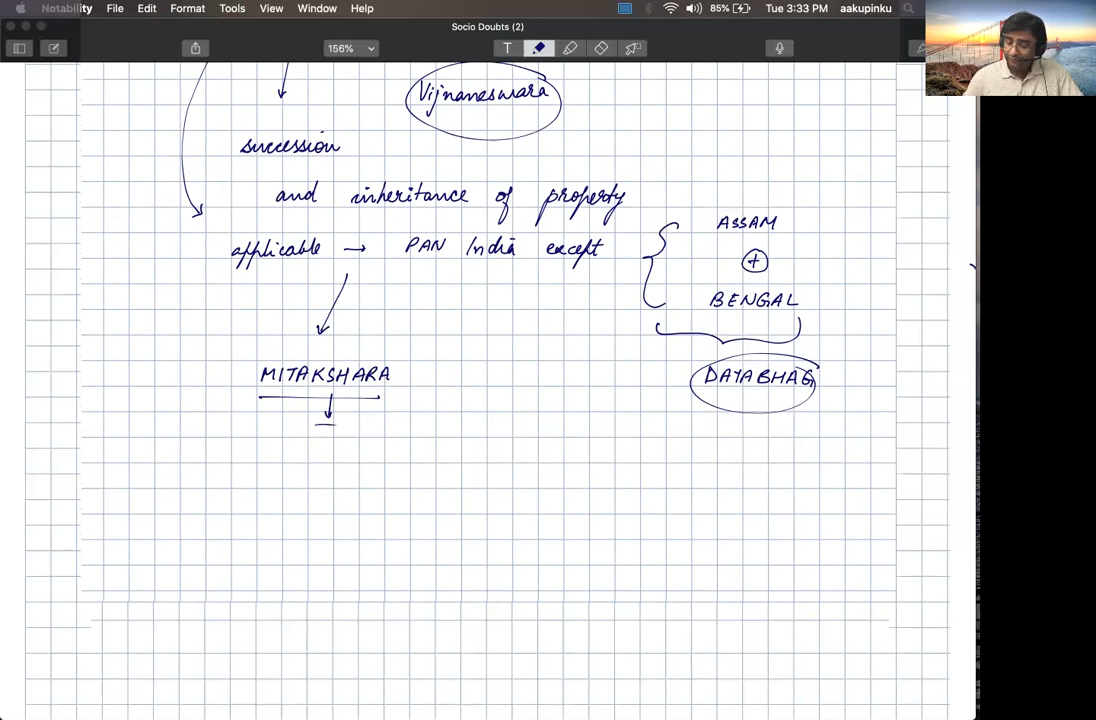 Notability File Edit Format Tools View Window Help 85% Tue 3:33 PM aakupinku
Socio Doubts (2)
156% T
Vijnaneswara
succession
and inheritance of property
applicable → PAN India except
ASSAM
+
BENGAL
MITAKSHARA
DAYABHAG